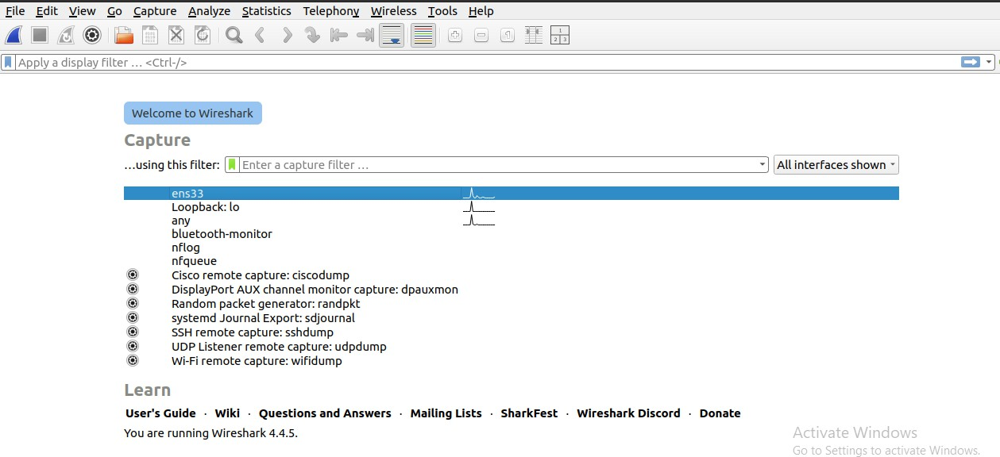 File Edit View Go Capture Analyze Statistics Telephony Wireless Tools Help
Apply a display filter … <Ctrl-/>
Welcome to Wireshark
Capture
…using this filter: Enter a capture filter … All interfaces shown
ens33
Loopback: lo
any
bluetooth-monitor
nflog
nfqueue
Cisco remote capture: ciscodump
DisplayPort AUX channel monitor capture: dpauxmon
Random packet generator: randpkt
systemd Journal Export: sdjournal
SSH remote capture: sshdump
UDP Listener remote capture: udpdump
Wi-Fi remote capture: wifidump
Learn
User's Guide · Wiki · Questions and Answers · Mailing Lists · SharkFest · Wireshark Discord · Donate
You are running Wireshark 4.4.5.
Activate Windows
Go to Settings to activate Windows.